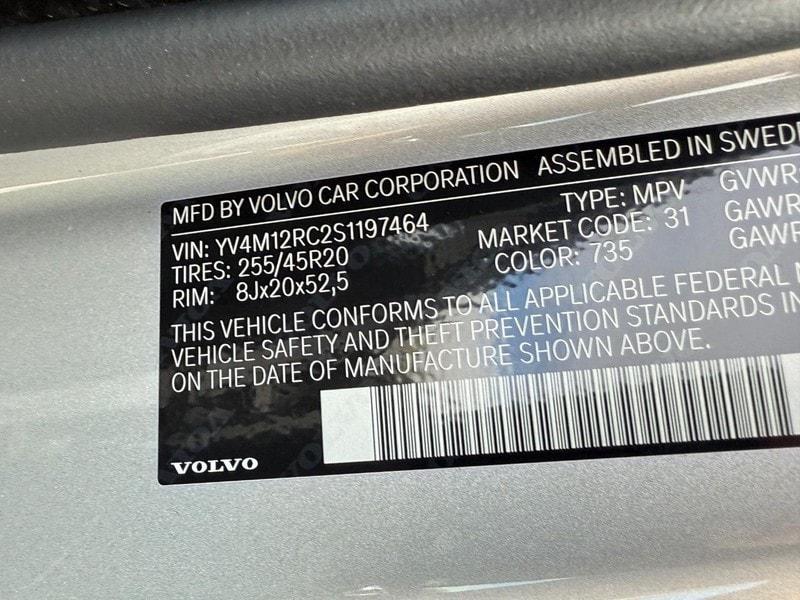 MFD BY VOLVO CAR CORPORATION ASSEMBLED IN
VIN: YV4M12RC2S1197464 TYPE: MPV GVWR
TIRES: 255/45R20 MARKET CODE: 31 GAWR
RIM: 8Jx20x52,5 COLOR: 735 GAWR
THIS VEHICLE CONFORMS TO ALL APPLICABLE FEDERAL
VEHICLE SAFETY AND THEFT PREVENTION STANDARDS IN
ON THE DATE OF MANUFACTURE SHOWN ABOVE.
VOLVO